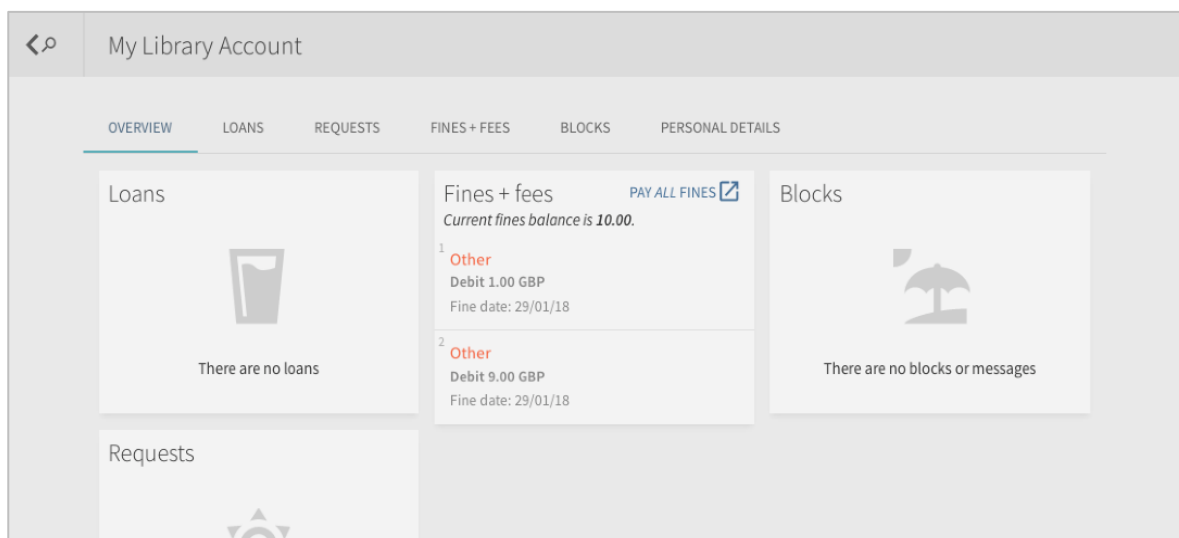 My Library Account
OVERVIEW LOANS REQUESTS FINES + FEES BLOCKS PERSONAL DETAILS
Loans
There are no loans
Fines + fees PAY ALL FINES
Current fines balance is 10.00.
1
Other
Debit 1.00 GBP
Fine date: 29/01/18
2
Other
Debit 9.00 GBP
Fine date: 29/01/18
Blocks
There are no blocks or messages
Requests